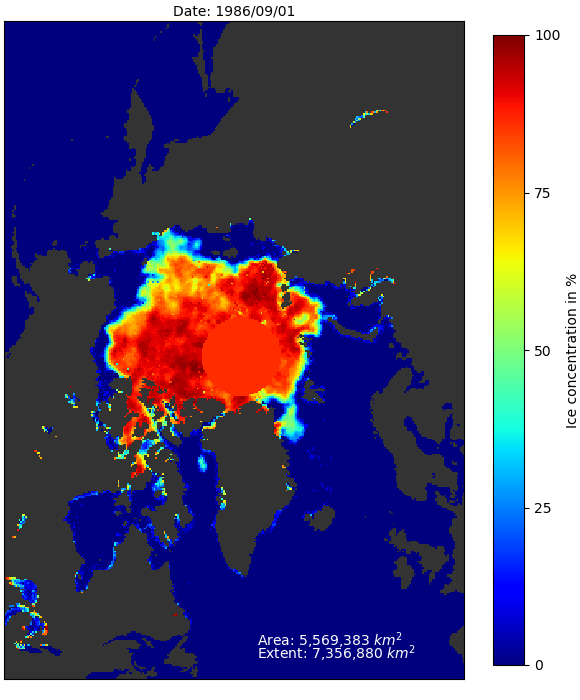 Date: 1986/09/01
100
75
50
25
0
Ice concentration in %
Area: 5,569,383 km²
Extent: 7,356,880 km²